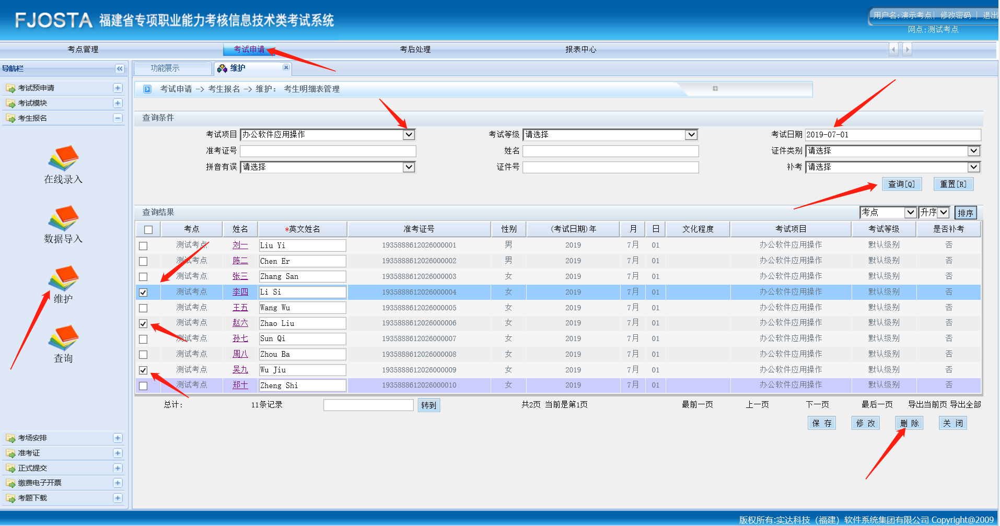 FJOSTA 福建省专项职业能力考核信息技术类考试系统
用户名:演示考点| 修改密码 | 退出
网点:测试考点
考点管理 考试申请 考后处理 报表中心
导航栏
功能展示 维护
考试预申请
考试模块
考生报名
在线录入
数据导入
维护
查询
考场安排
准考证
正式提交
缴费电子开票
考题下载
考试申请 -> 考生报名 -> 维护: 考生明细表管理
查询条件
考试项目 办公软件应用操作 考试等级 请选择 考试日期 2019-07-01
准考证号 姓名 证件类别 请选择
拼音有误 请选择 证件号 补考 请选择
查询[Q] 重置[R]
查询结果 考点 升序 排序
考点 姓名 *英文姓名 准考证号 性别 (考试日期)年 月 日 文化程度 考试项目 考试等级 是否补考
测试考点 刘一 Liu Yi 1935888612026000001 男 2019 7月 01 办公软件应用操作 默认级别 否
测试考点 陈二 Chen Er 1935888612026000002 男 2019 7月 01 办公软件应用操作 默认级别 否
测试考点 张三 Zhang San 1935888612026000003 女 2019 7月 01 办公软件应用操作 默认级别 否
测试考点 李四 Li Si 1935888612026000004 女 2019 7月 01 办公软件应用操作 默认级别 否
测试考点 王五 Wang Wu 1935888612026000005 女 2019 7月 01 办公软件应用操作 默认级别 否
测试考点 赵六 Zhao Liu 1935888612026000006 女 2019 7月 01 办公软件应用操作 默认级别 否
测试考点 孙七 Sun Qi 1935888612026000007 女 2019 7月 01 办公软件应用操作 默认级别 否
测试考点 周八 Zhou Ba 1935888612026000008 女 2019 7月 01 办公软件应用操作 默认级别 否
测试考点 吴九 Wu Jiu 1935888612026000009 女 2019 7月 01 办公软件应用操作 默认级别 否
测试考点 郑十 Zheng Shi 1935888612026000010 女 2019 7月 01 办公软件应用操作 默认级别 否
总计: 11条记录 转到 共2页 当前是第1页 最前一页 上一页 下一页 最后一页 导出当前页 导出全部
保 存 修 改 删 除 关 闭
版权所有:实达科技（福建）软件系统集团有限公司 Copyright@2009